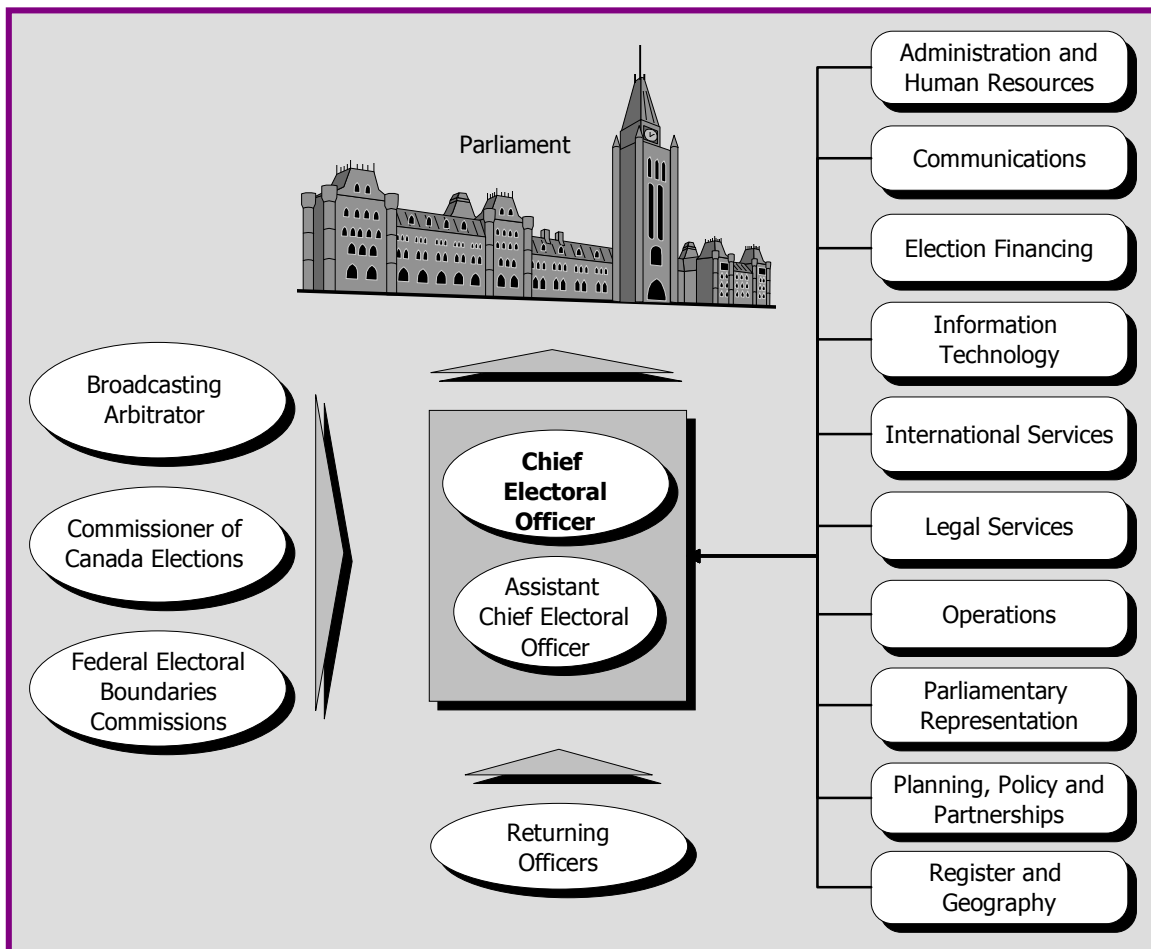 Parliament
Broadcasting
Arbitrator
Commissioner of
Canada Elections
Federal Electoral
Boundaries
Commissions
Chief
Electoral
Officer
Assistant
Chief Electoral
Officer
Returning
Officers
Administration and
Human Resources
Communications
Election Financing
Information
Technology
International Services
Legal Services
Operations
Parliamentary
Representation
Planning, Policy and
Partnerships
Register and
Geography